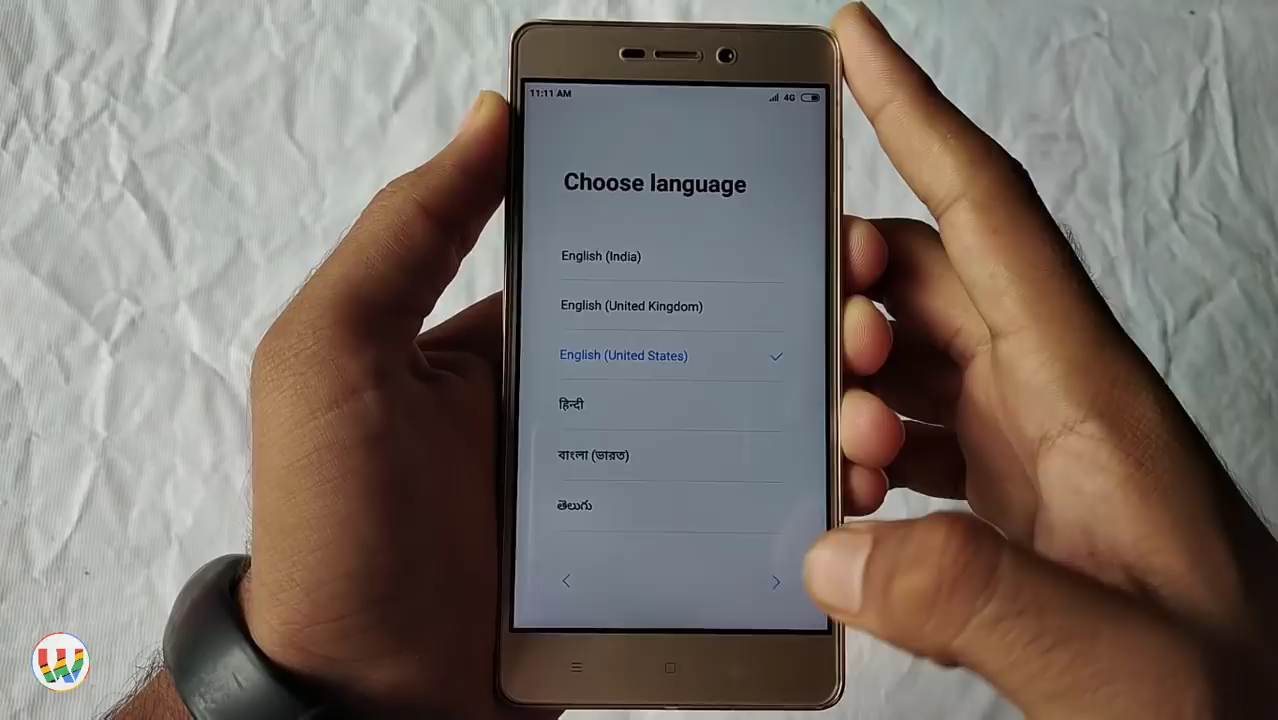 11:11 AM
4G
Choose language
English (India)
English (United Kingdom)
English (United States)
हिन्दी
বাংলা (ভারত)
తెలుగు